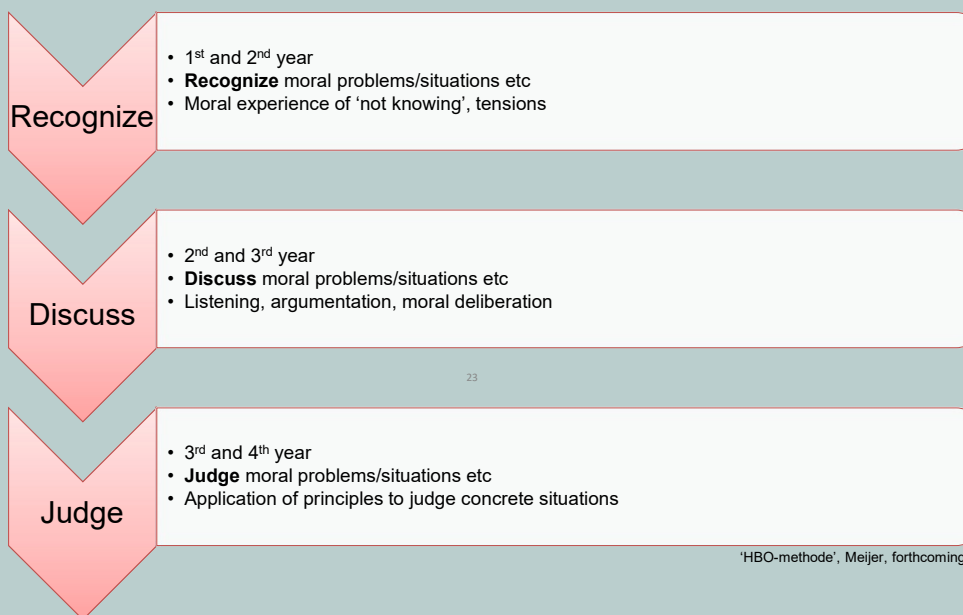 Recognize
• 1st and 2nd year
• Recognize moral problems/situations etc
• Moral experience of ‘not knowing’, tensions
Discuss
• 2nd and 3rd year
• Discuss moral problems/situations etc
• Listening, argumentation, moral deliberation
23
Judge
• 3rd and 4th year
• Judge moral problems/situations etc
• Application of principles to judge concrete situations
‘HBO-methode’, Meijer, forthcoming